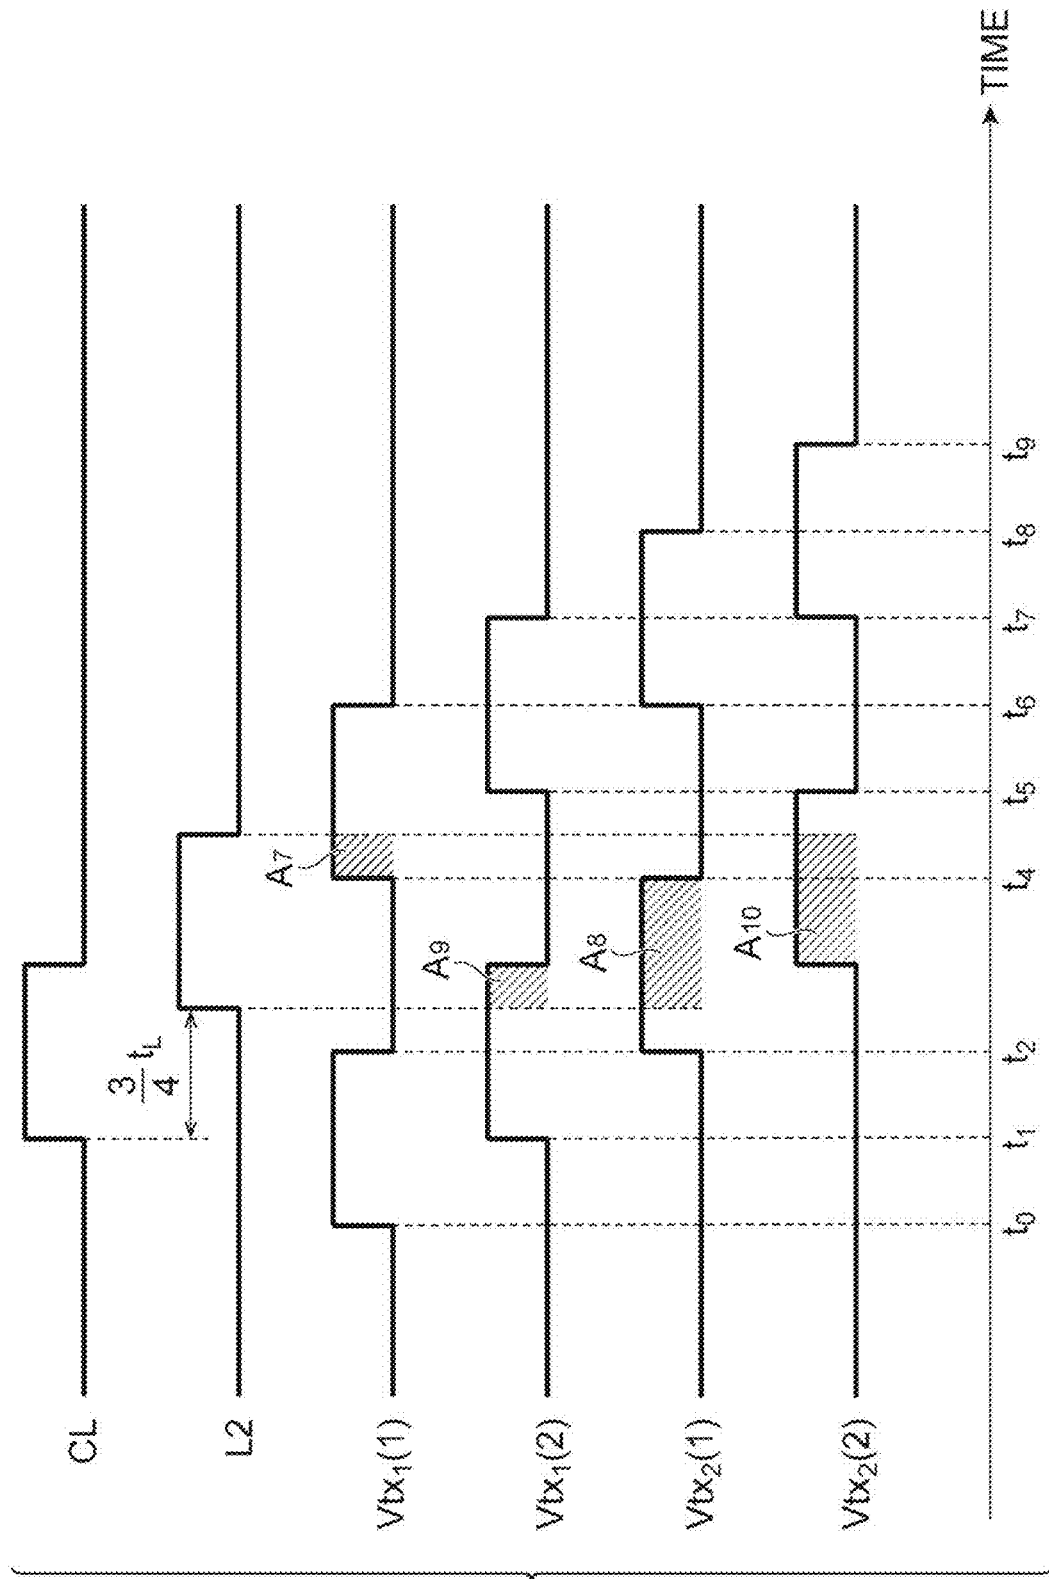 CL
L2
Vtx1(1)
Vtx1(2)
Vtx2(1)
Vtx2(2)
3/4 tL
A7
A9
A8
A10
t0 t1 t2 t4 t5 t6 t7 t8 t9
TIME